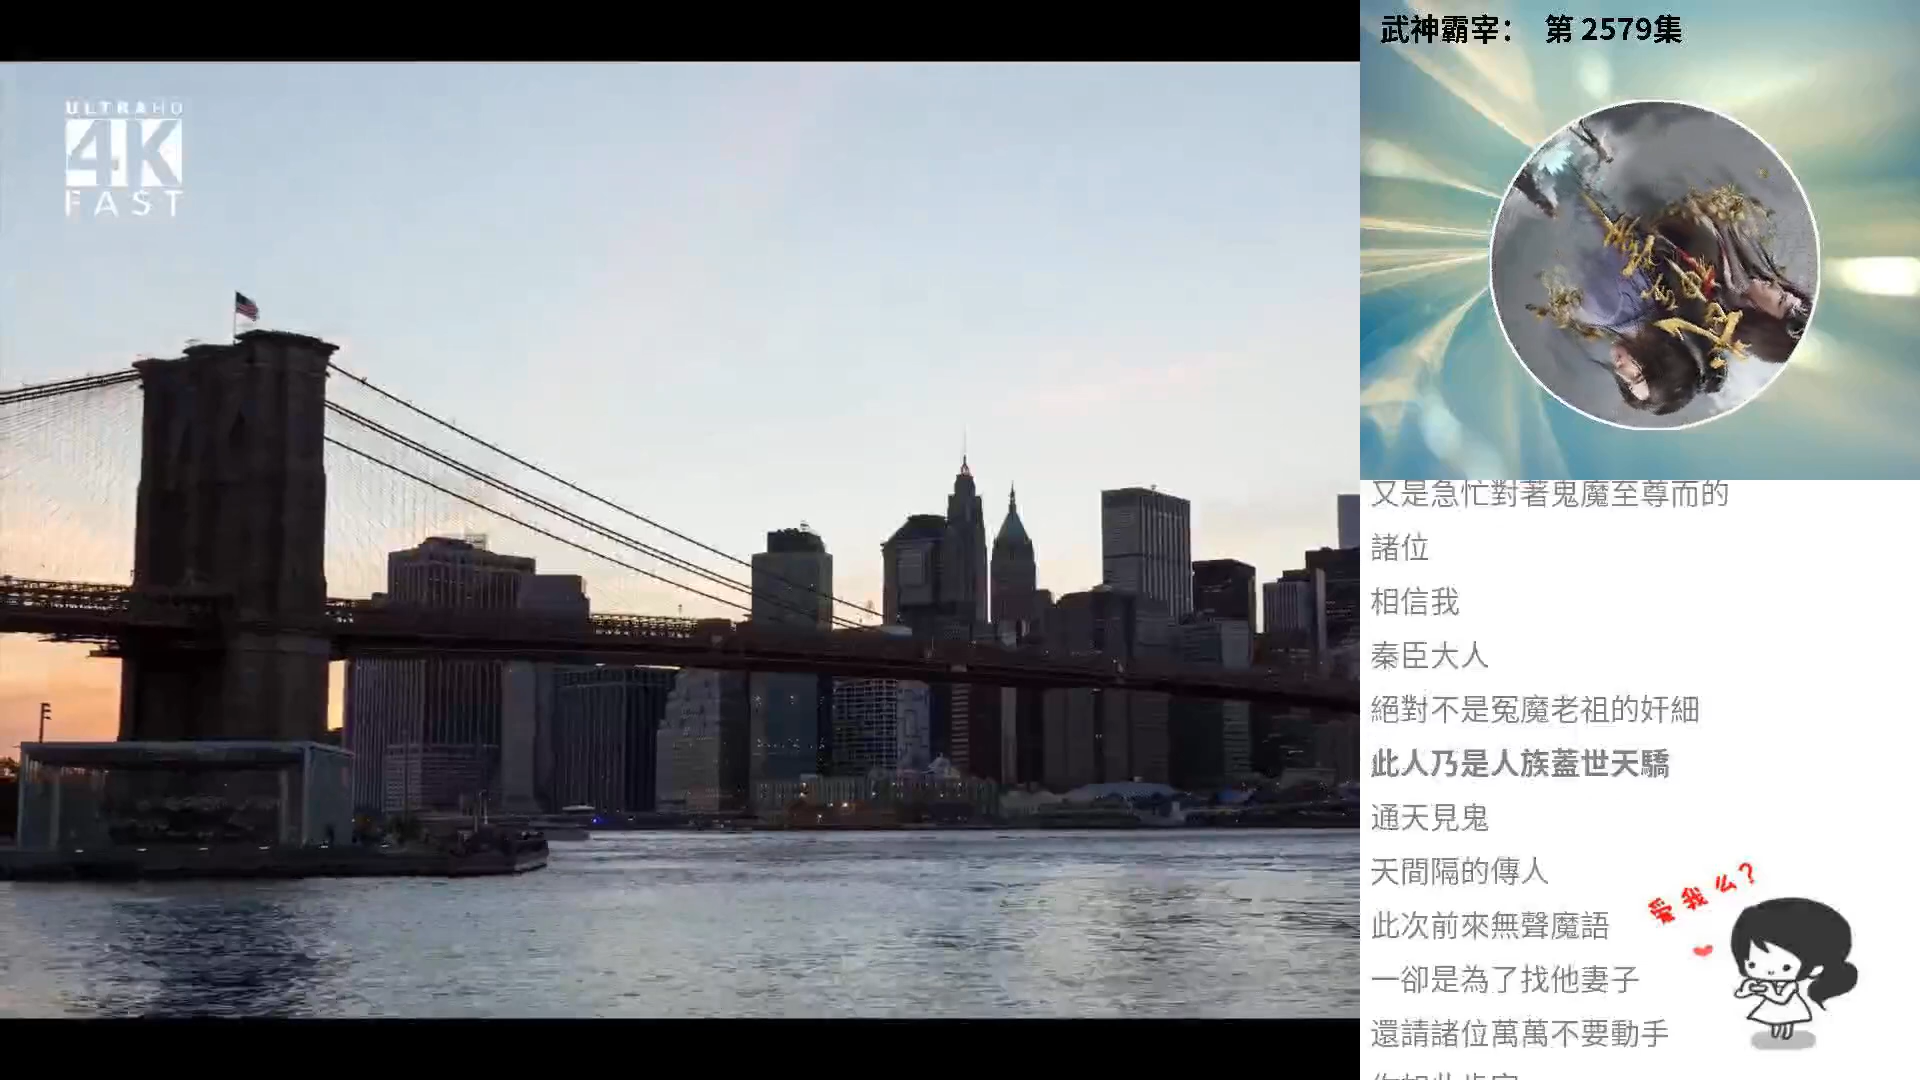 ULTRA HD
4K
FAST
武神霸宰： 第 2579集
又是急忙對著鬼魔至尊而的
諸位
相信我
秦臣大人
絕對不是冤魔老祖的奸細
此人乃是人族蓋世天驕
通天見鬼
天間隔的傳人
此次前來無聲魔語
一卻是為了找他妻子
還請諸位萬萬不要動手
爱我么？